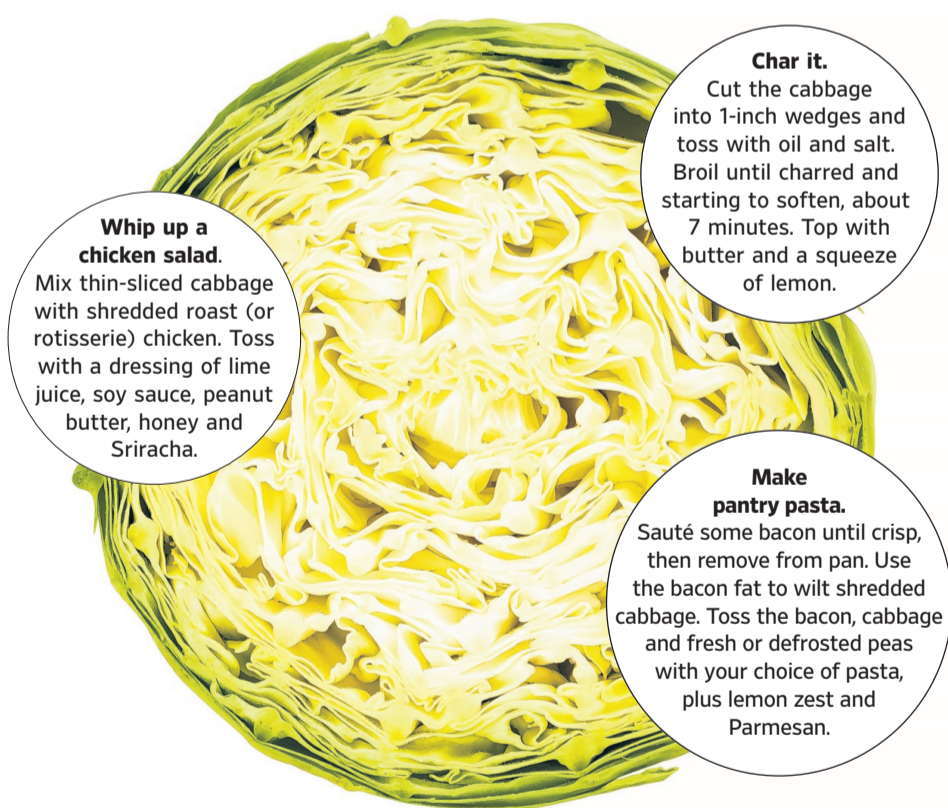 Char it.
Cut the cabbage
into 1-inch wedges and
toss with oil and salt.
Broil until charred and
starting to soften, about
7 minutes. Top with
butter and a squeeze
of lemon.
Whip up a
chicken salad.
Mix thin-sliced cabbage
with shredded roast (or
rotisserie) chicken. Toss
with a dressing of lime
juice, soy sauce, peanut
butter, honey and
Sriracha.
Make
pantry pasta.
Sauté some bacon until crisp,
then remove from pan. Use
the bacon fat to wilt shredded
cabbage. Toss the bacon, cabbage
and fresh or defrosted peas
with your choice of pasta,
plus lemon zest and
Parmesan.